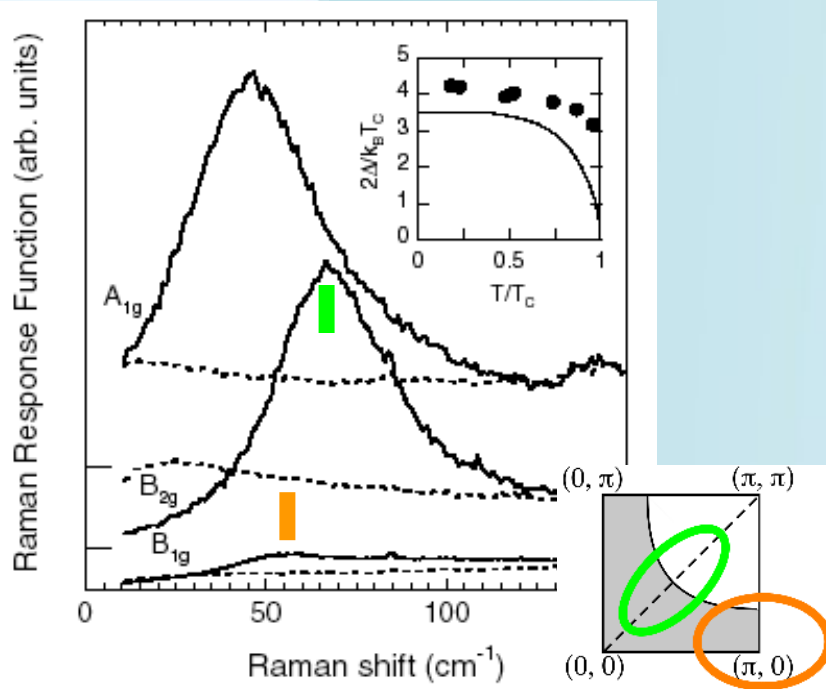 Raman Response Function (arb. units)
A1g
B2g
B1g
0
50
100
Raman shift (cm-1)
5
4
3
2
1
0
2Δ/kBTC
0
0.5
1
T/TC
(0, π)
(π, π)
(0, 0)
(π, 0)